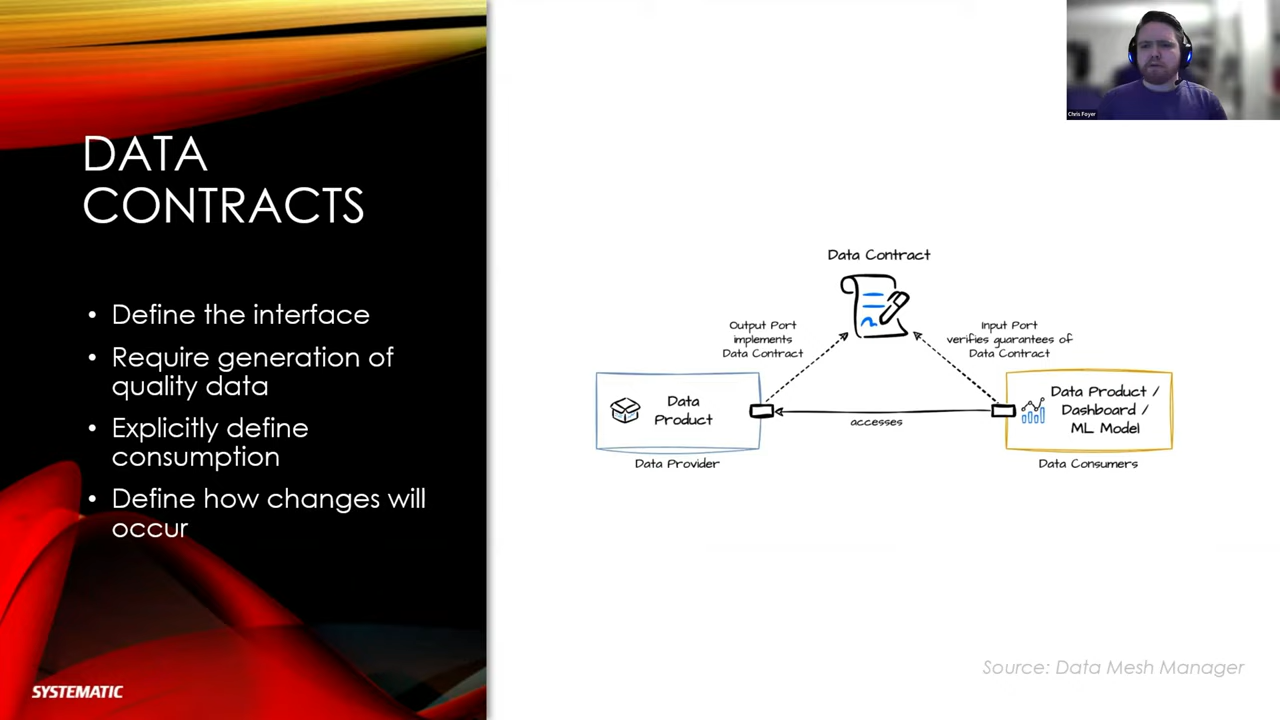 DATA
CONTRACTS
• Define the interface
• Require generation of
quality data
• Explicitly define
consumption
• Define how changes will
occur
SYSTEMATIC
Chris Foyer
Data Contract
Output Port
implements
Data Contract
Input Port
verifies guarantees of
Data Contract
Data
Product
accesses
Data Product /
Dashboard /
ML Model
Data Provider
Data Consumers
Source: Data Mesh Manager